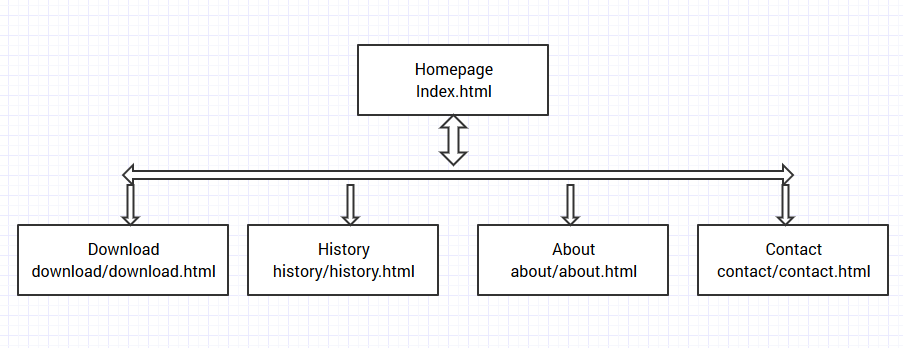 Homepage
Index.html
Download
download/download.html
History
history/history.html
About
about/about.html
Contact
contact/contact.html